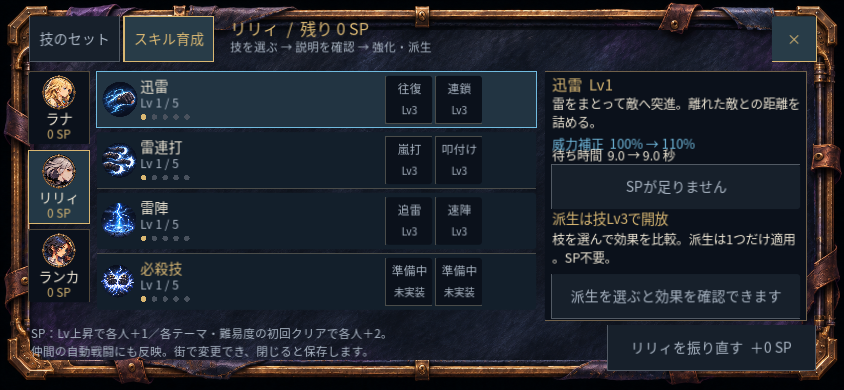 技のセット
スキル育成
リリィ / 残り 0 SP
技を選ぶ → 説明を確認 → 強化・派生
×
ラナ
0 SP
リリィ
0 SP
ランカ
0 SP
迅雷
Lv 1 / 5
往復
Lv3
連鎖
Lv3
雷連打
Lv 1 / 5
嵐打
Lv3
叩付け
Lv3
雷陣
Lv 1 / 5
追雷
Lv3
速陣
Lv3
必殺技
Lv 1 / 5
準備中
未実装
準備中
未実装
迅雷 Lv1
雷をまとって敵へ突進。離れた敵との距離を
詰める。
威力補正 100% → 110%
待ち時間 9.0 → 9.0 秒
SPが足りません
派生は技Lv3で開放
枝を選んで効果を比較。派生は1つだけ適用
。SP不要。
派生を選ぶと効果を確認できます
SP：Lv上昇で各人＋1／各テーマ・難易度の初回クリアで各人＋2。
仲間の自動戦闘にも反映。街で変更でき、閉じると保存します。
リリィを振り直す ＋0 SP